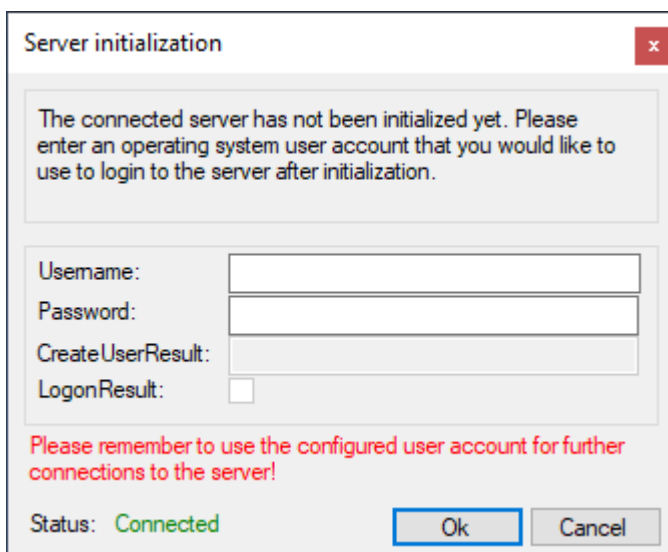 Server initialization
x
The connected server has not been initialized yet. Please
enter an operating system user account that you would like to
use to login to the server after initialization.
Username:
Password:
CreateUserResult:
LogonResult:
Please remember to use the configured user account for further
connections to the server!
Status: Connected
Ok Cancel